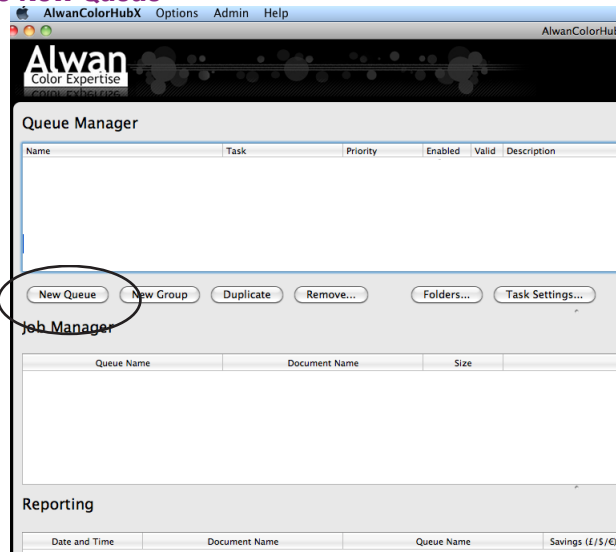 New Queue
AlwanColorHubX Options Admin Help
AlwanColorHub
Alwan
Color Expertise
Queue Manager
Name Task Priority Enabled Valid Description
New Queue New Group Duplicate Remove... Folders... Task Settings...
Job Manager
Queue Name Document Name Size
Reporting
Date and Time Document Name Queue Name Savings (£/$/€)